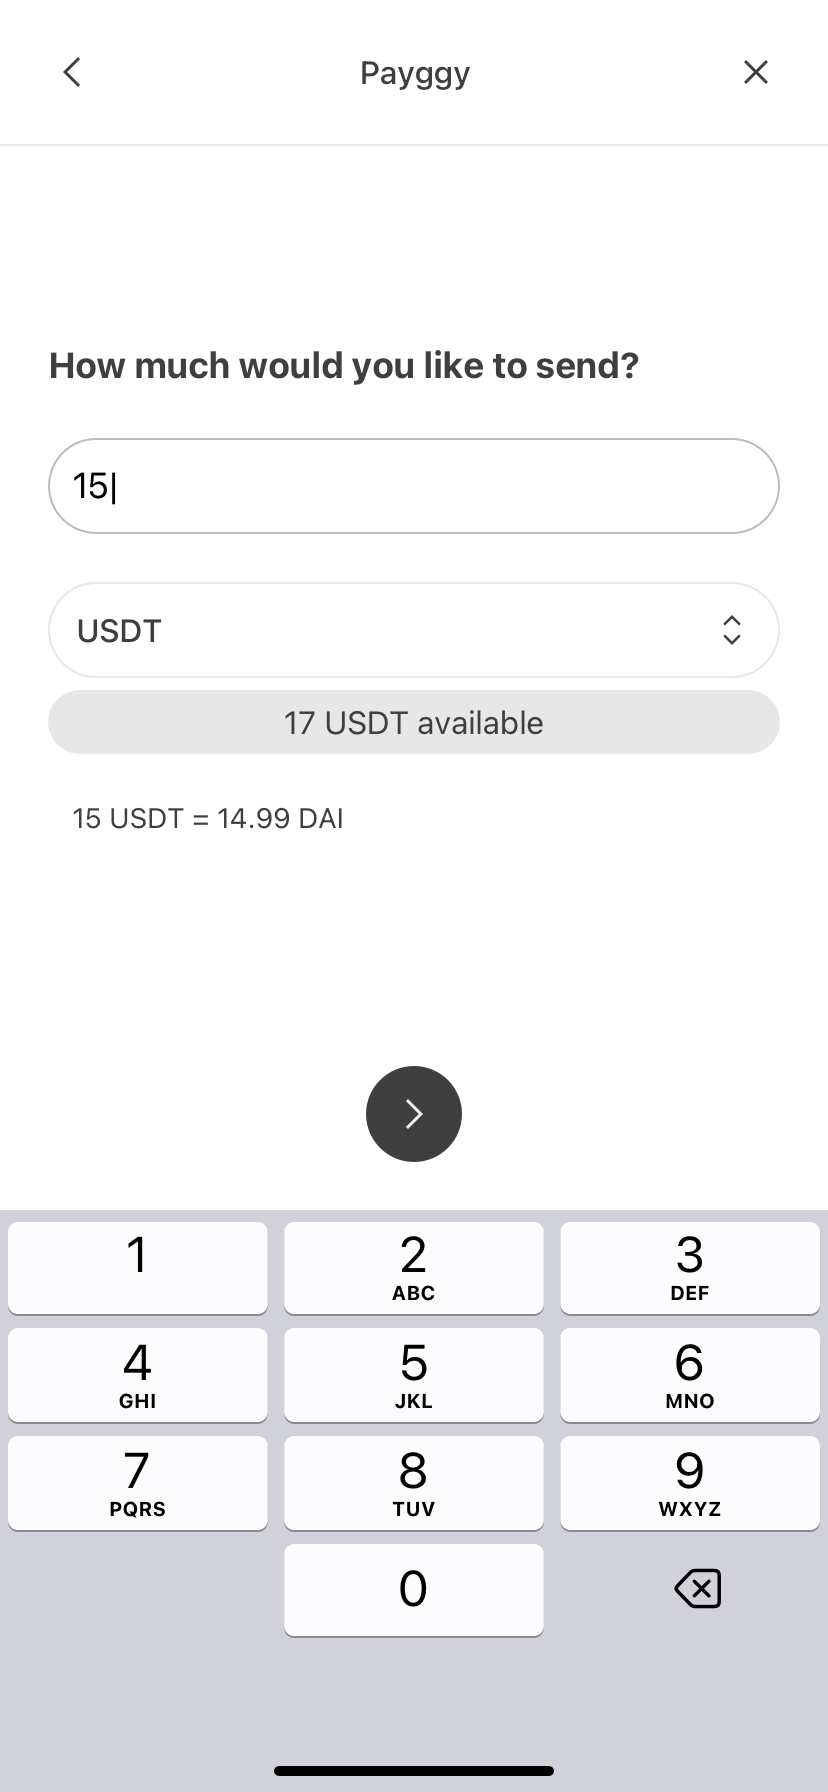 Payggy
How much would you like to send?
15
USDT
17 USDT available
15 USDT = 14.99 DAI
1
2
ABC
3
DEF
4
GHI
5
JKL
6
MNO
7
PQRS
8
TUV
9
WXYZ
0